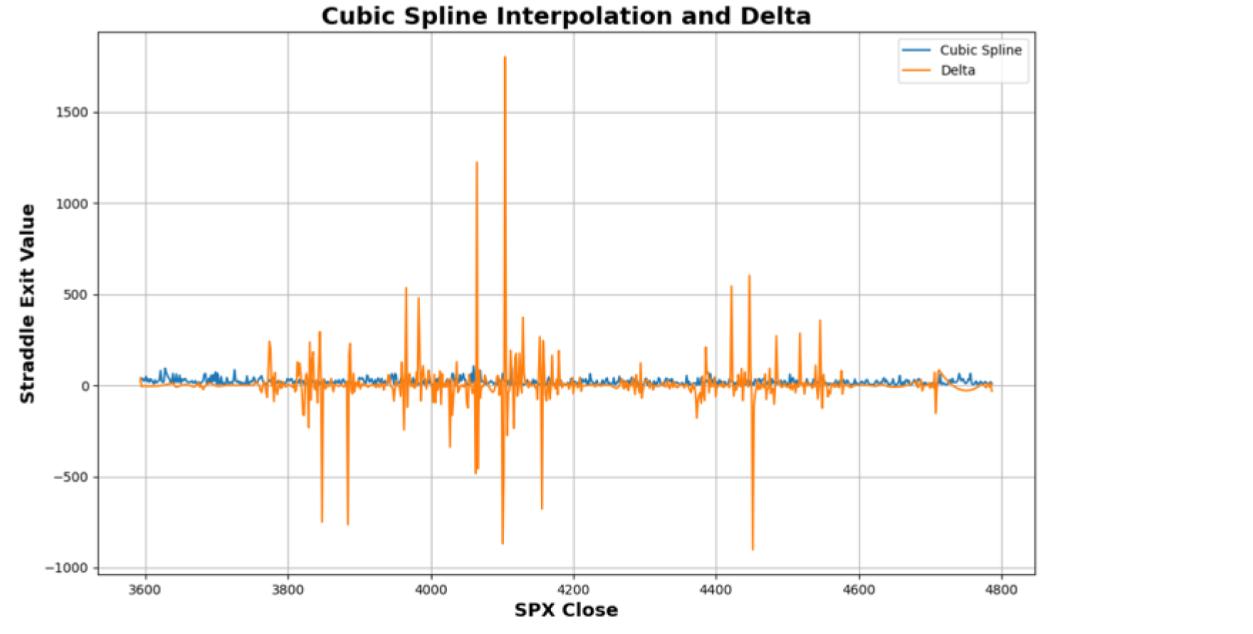 Cubic Spline Interpolation and Delta
Cubic Spline
Delta
1500
1000
500
0
−500
−1000
Straddle Exit Value
3600 3800 4000 4200 4400 4600 4800
SPX Close